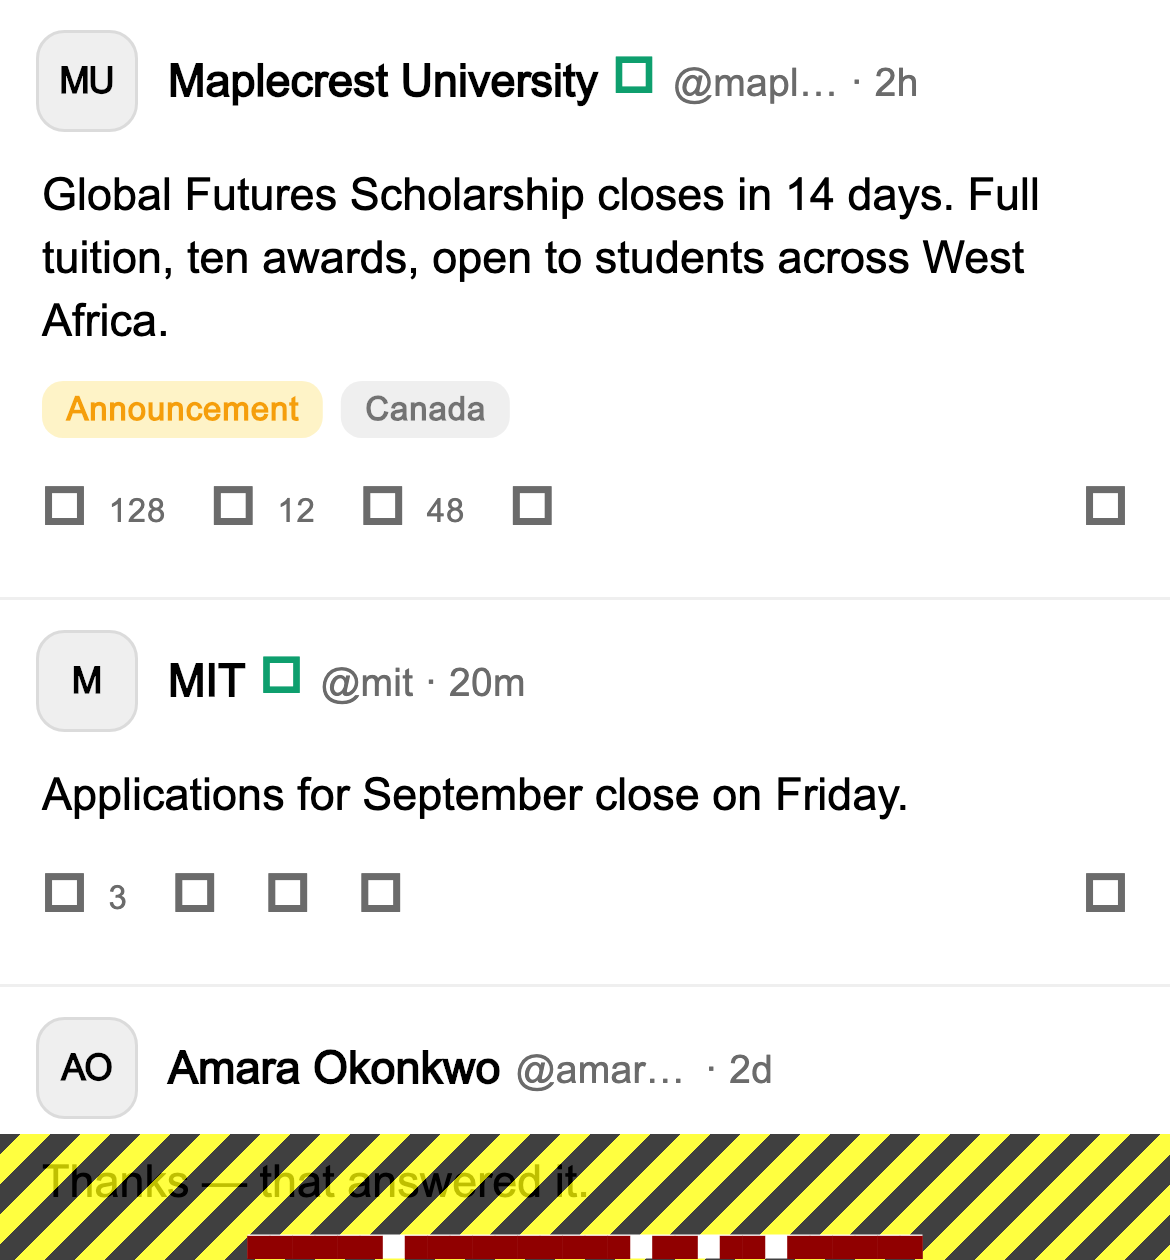 MU
Maplecrest University @mapl… · 2h
Global Futures Scholarship closes in 14 days. Full
tuition, ten awards, open to students across West
Africa.
Announcement Canada
128 12 48
M
MIT @mit · 20m
Applications for September close on Friday.
3
AO
Amara Okonkwo @amar… · 2d
Thanks — that answered it.